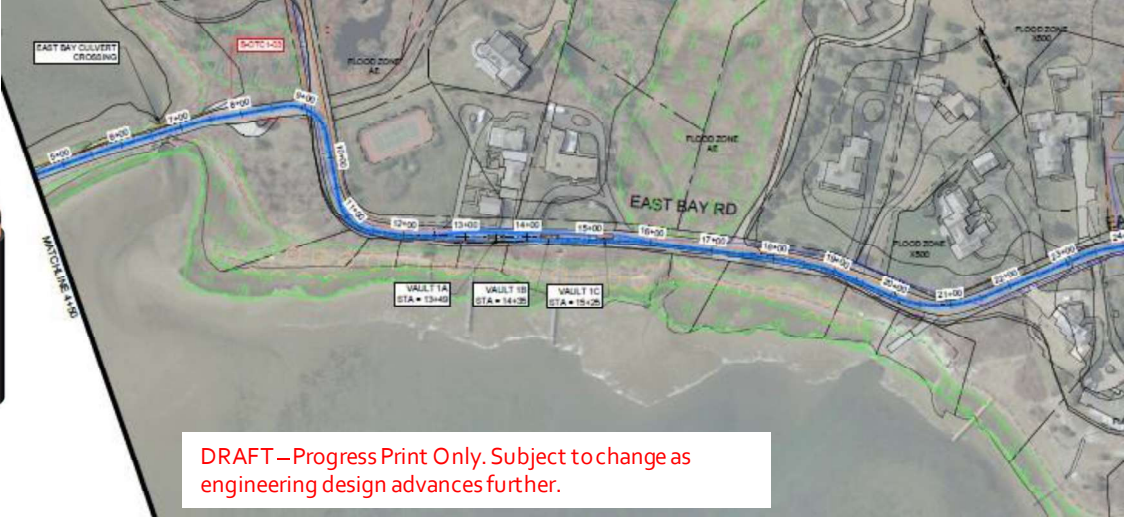 EAST BAY CULVERT
CROSSING
FLOOD ZONE
AE
FLOOD ZONE
X500
5+00
6+00
7+00
8+00
9+00
10+00
11+00
12+00
13+00
14+00
15+00
16+00
17+00
18+00
19+00
20+00
21+00
22+00
23+00
FLOOD ZONE
AE
EAST BAY RD
FLOOD ZONE
X500
MATCHLINE 4+50
VAULT 1A
STA = 13+49
VAULT 1B
STA = 14+35
VAULT 1C
STA = 15+25
DRAFT – Progress Print Only. Subject to change as
engineering design advances further.